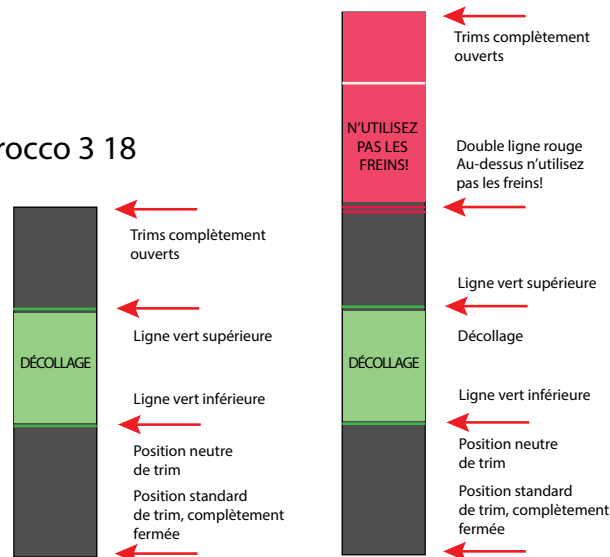 rocco 3 18
Trims complètement
ouverts
Ligne vert supérieure
DÉCOLLAGE
Ligne vert inférieure
Position neutre
de trim
Position standard
de trim, complètement
fermée
Trims complètement
ouverts
N'UTILISEZ
PAS LES
FREINS!
Double ligne rouge
Au-dessus n'utilisez
pas les freins!
Ligne vert supérieure
DÉCOLLAGE
Décollage
Ligne vert inférieure
Position neutre
de trim
Position standard
de trim, complètement
fermée